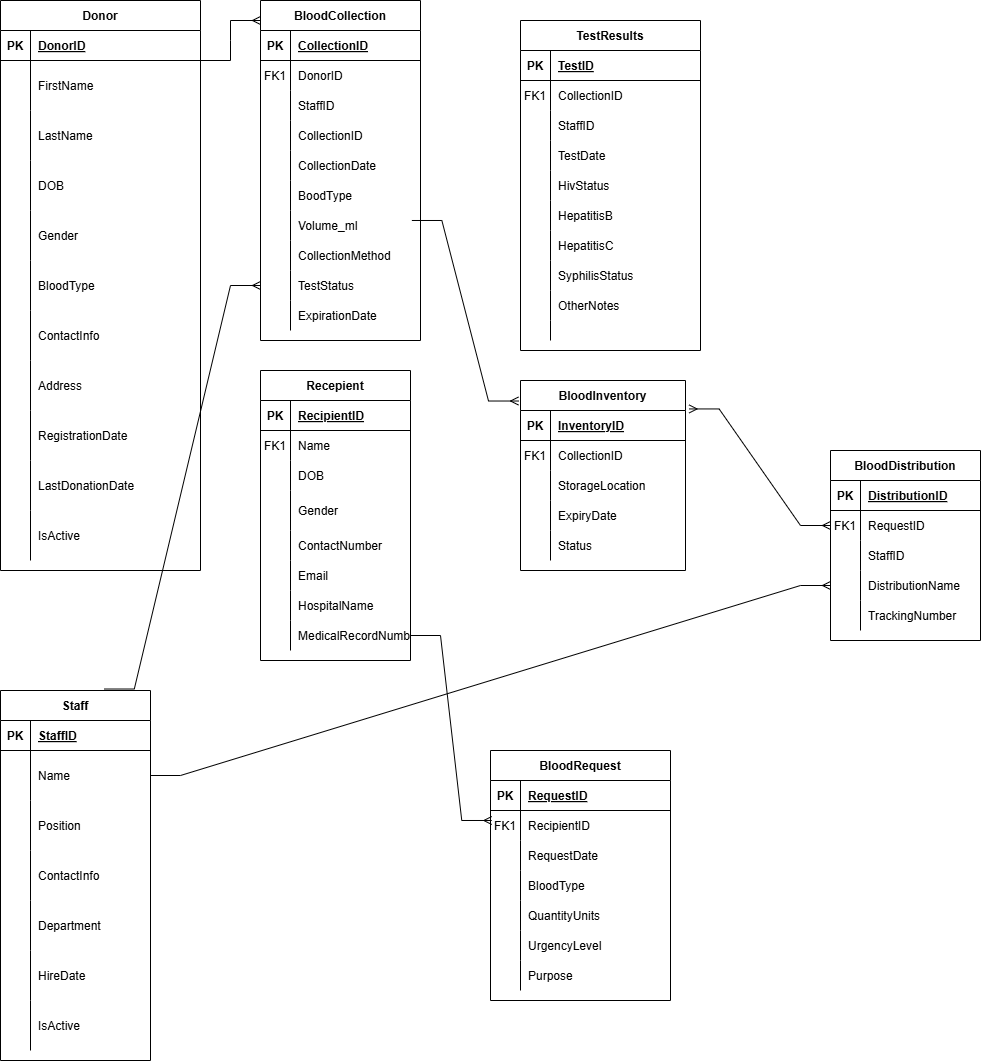 Donor
PK DonorID
FirstName
LastName
DOB
Gender
BloodType
ContactInfo
Address
RegistrationDate
LastDonationDate
IsActive
BloodCollection
PK CollectionID
FK1 DonorID
StaffID
CollectionID
CollectionDate
BoodType
Volume_ml
CollectionMethod
TestStatus
ExpirationDate
TestResults
PK TestID
FK1 CollectionID
StaffID
TestDate
HivStatus
HepatitisB
HepatitisC
SyphilisStatus
OtherNotes
Recepient
PK RecipientID
FK1 Name
DOB
Gender
ContactNumber
Email
HospitalName
MedicalRecordNumb
BloodInventory
PK InventoryID
FK1 CollectionID
StorageLocation
ExpiryDate
Status
BloodDistribution
PK DistributionID
FK1 RequestID
StaffID
DistributionName
TrackingNumber
Staff
PK StaffID
Name
Position
ContactInfo
Department
HireDate
IsActive
BloodRequest
PK RequestID
FK1 RecipientID
RequestDate
BloodType
QuantityUnits
UrgencyLevel
Purpose